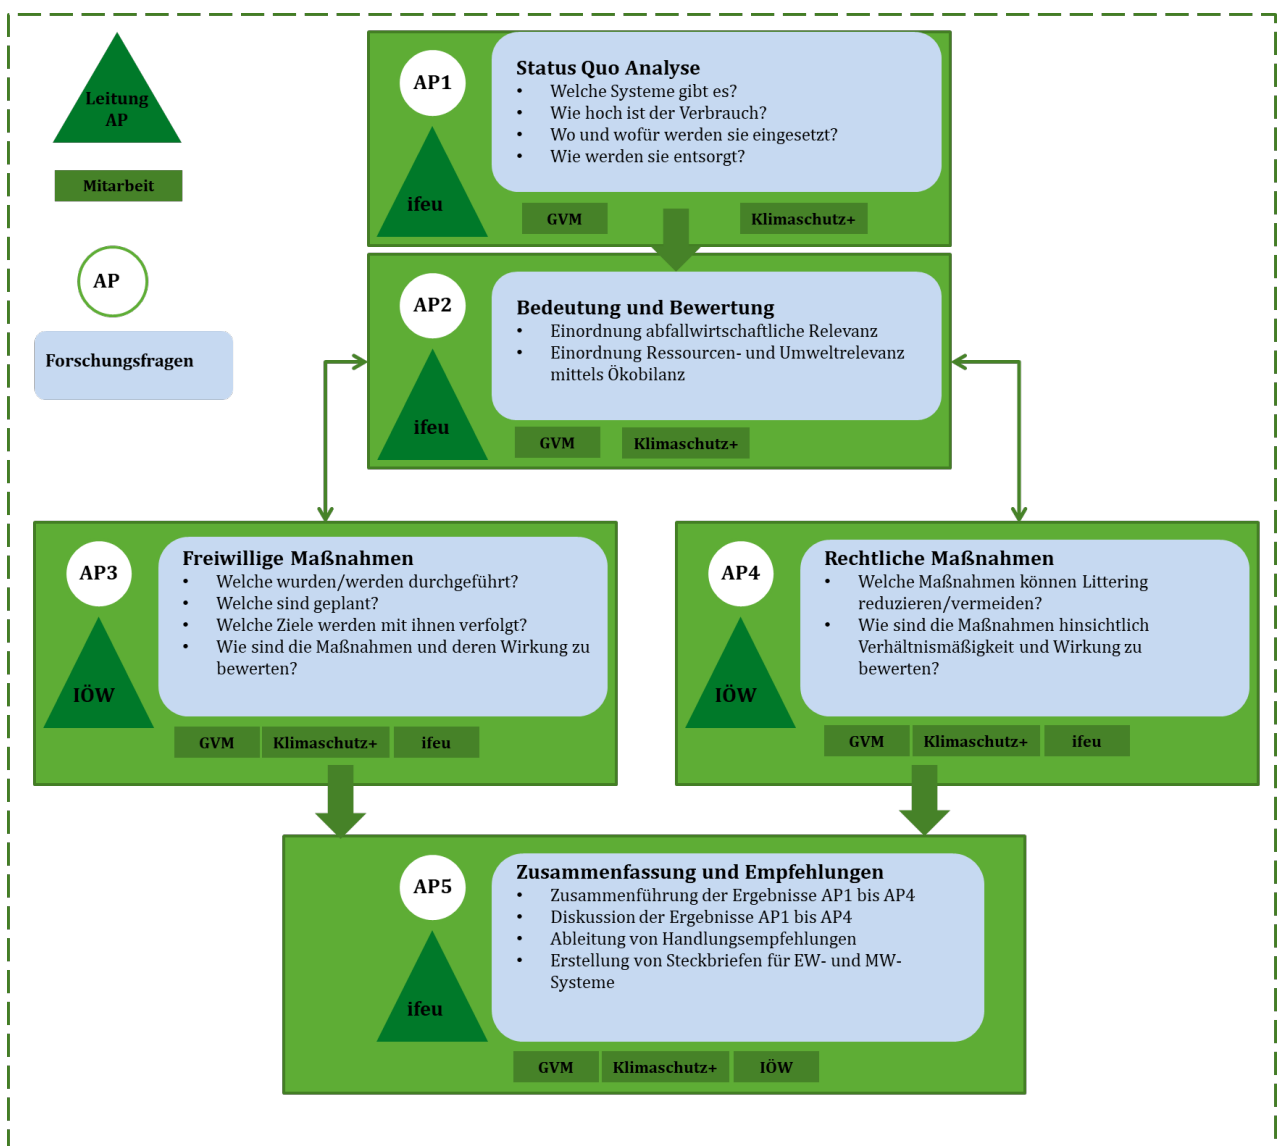 Leitung
AP
Mitarbeit
AP
Forschungsfragen
AP1
Status Quo Analyse
• Welche Systeme gibt es?
• Wie hoch ist der Verbrauch?
• Wo und wofür werden sie eingesetzt?
• Wie werden sie entsorgt?
ifeu
GVM
Klimaschutz+
AP2
Bedeutung und Bewertung
• Einordnung abfallwirtschaftliche Relevanz
• Einordnung Ressourcen- und Umweltrelevanz
mittels Ökobilanz
ifeu
GVM
Klimaschutz+
AP3
Freiwillige Maßnahmen
• Welche wurden/werden durchgeführt?
• Welche sind geplant?
• Welche Ziele werden mit ihnen verfolgt?
• Wie sind die Maßnahmen und deren Wirkung zu
bewerten?
IÖW
GVM
Klimaschutz+
ifeu
AP4
Rechtliche Maßnahmen
• Welche Maßnahmen können Littering
reduzieren/vermeiden?
• Wie sind die Maßnahmen hinsichtlich
Verhältnismäßigkeit und Wirkung zu
bewerten?
IÖW
GVM
Klimaschutz+
ifeu
AP5
Zusammenfassung und Empfehlungen
• Zusammenführung der Ergebnisse AP1 bis AP4
• Diskussion der Ergebnisse AP1 bis AP4
• Ableitung von Handlungsempfehlungen
• Erstellung von Steckbriefen für EW- und MW-
Systeme
ifeu
GVM
Klimaschutz+
IÖW